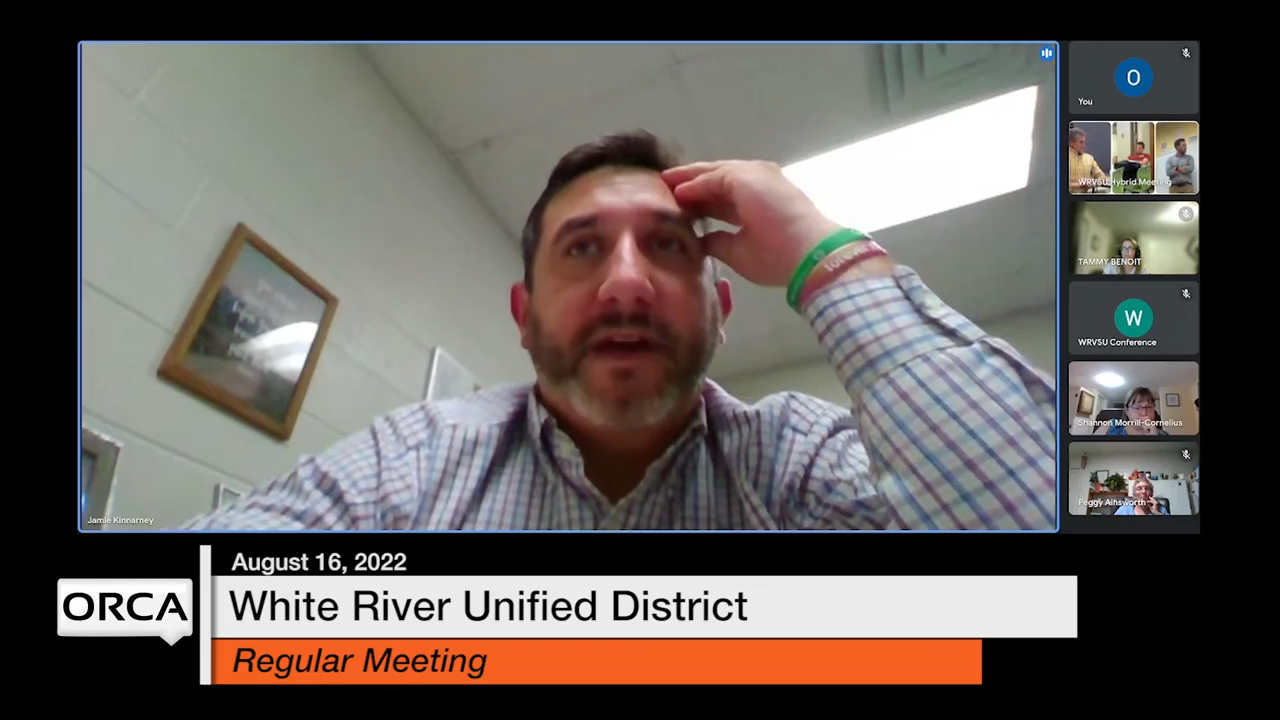 O
You
WRVSU Hybrid Meeting
TAMMY BENOIT
W
WRVSU Conference
Shannon Morrill-Cornelius
Peggy Ainsworth
Jamie Kinnarney
August 16, 2022
ORCA
White River Unified District
Regular Meeting